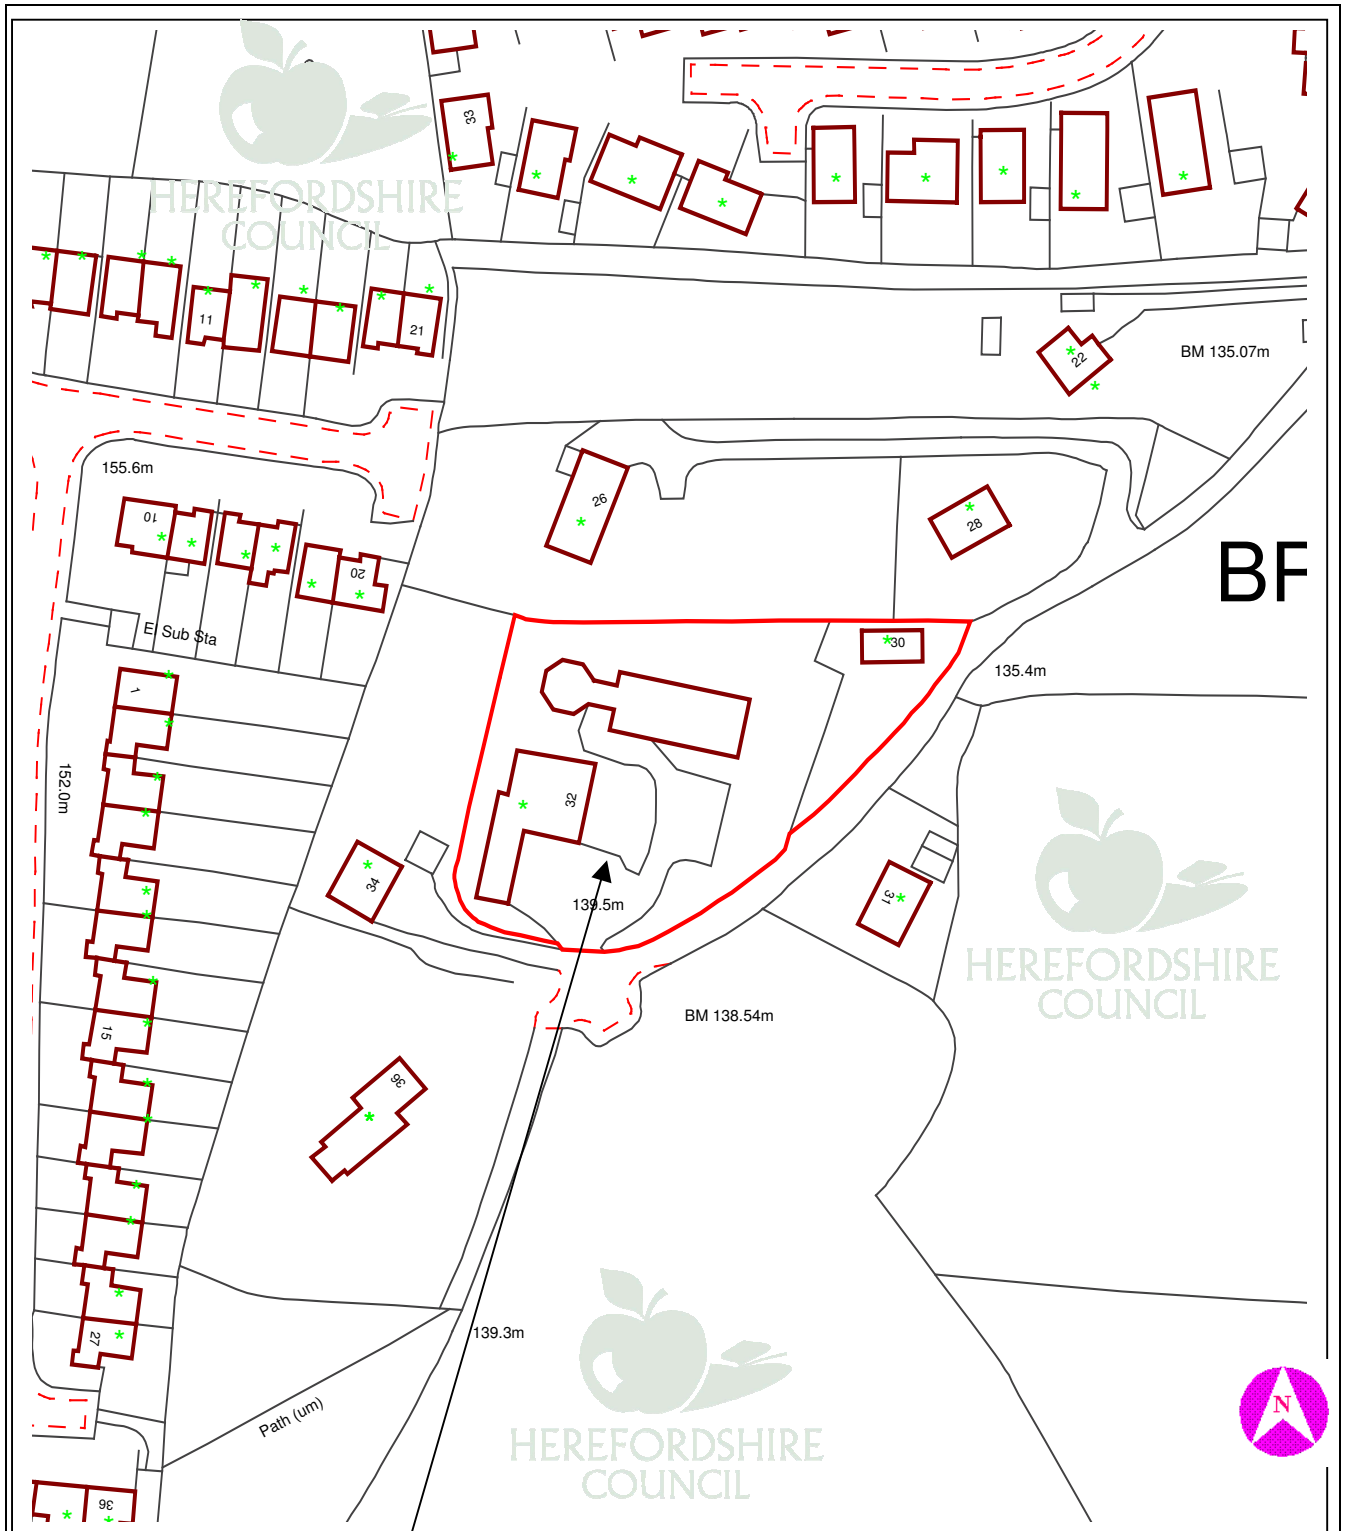 HEREFORDSHIRE
COUNCIL
33
11
21
22
BM 135.07m
155.6m
10
20
26
28
BF
El Sub Sta
30
135.4m
1
152.0m
32
34
31
139.5m
HEREFORDSHIRE
COUNCIL
15
BM 138.54m
36
27
139.3m
Path (um)
HEREFORDSHIRE
COUNCIL
N
36